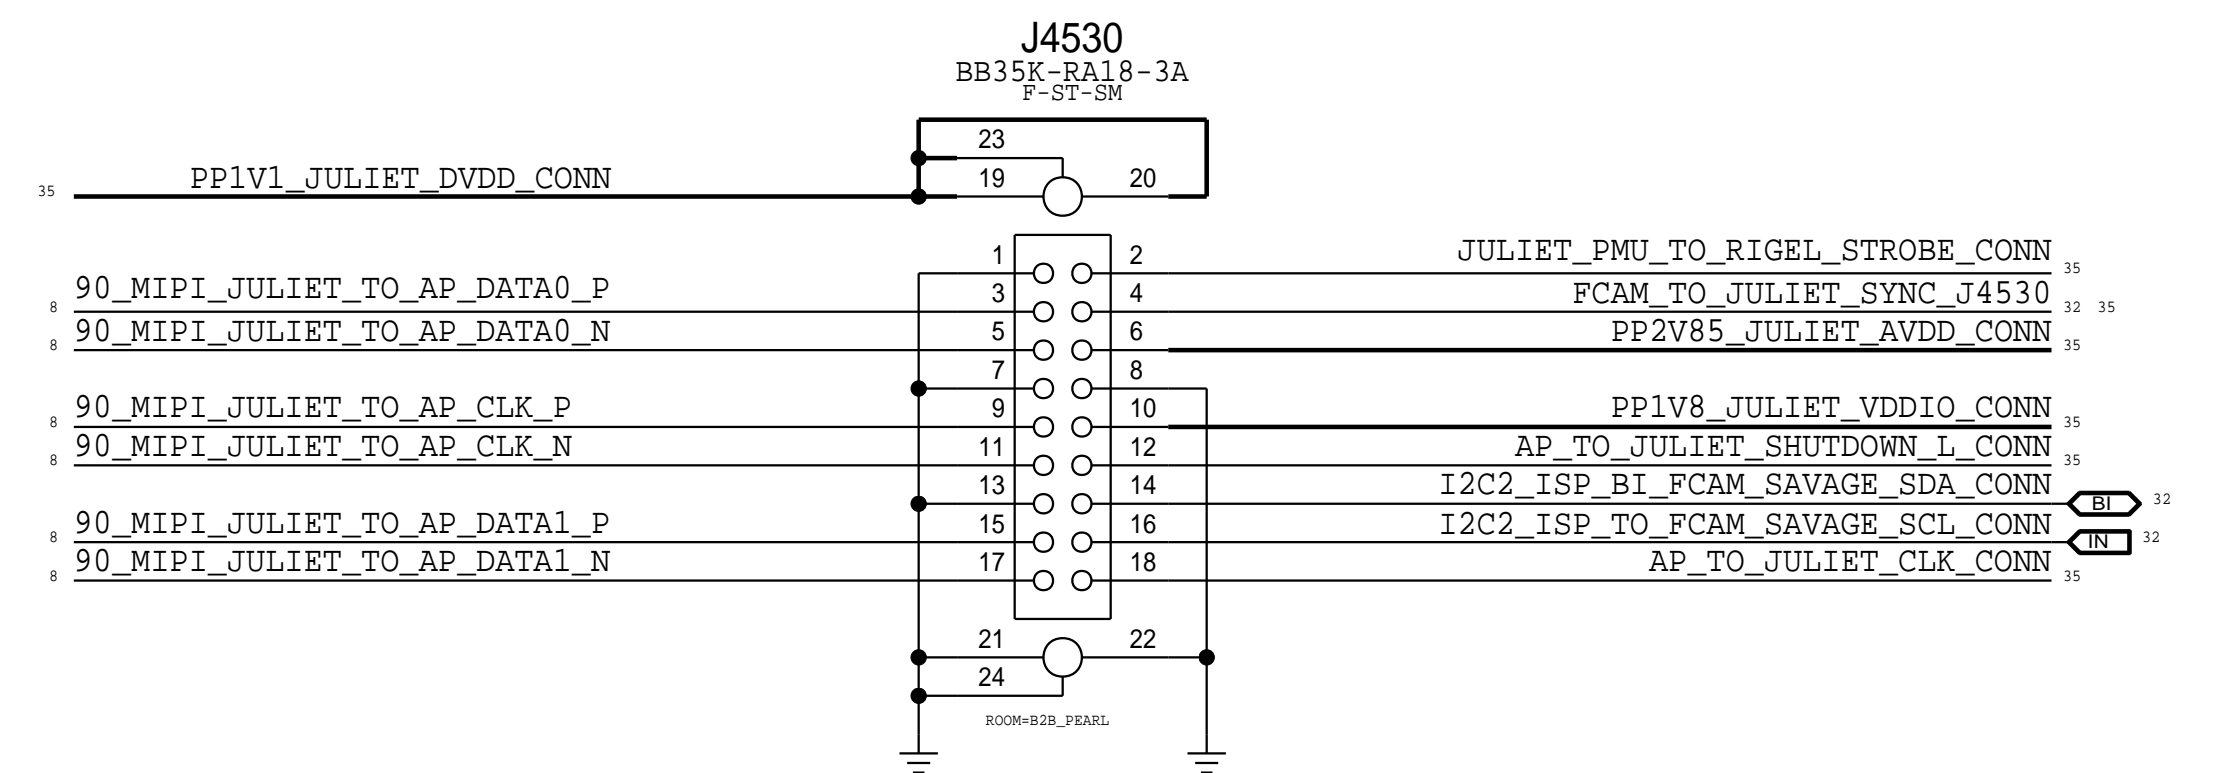 J4530
BB35K-RA18-3A
F-ST-SM
23
35 PP1V1_JULIET_DVDD_CONN 19 20
1 2 JULIET_PMU_TO_RIGEL_STROBE_CONN 35
8 90_MIPI_JULIET_TO_AP_DATA0_P 3 4 FCAM_TO_JULIET_SYNC_J4530 32 35
8 90_MIPI_JULIET_TO_AP_DATA0_N 5 6 PP2V85_JULIET_AVDD_CONN 35
7 8
8 90_MIPI_JULIET_TO_AP_CLK_P 9 10 PP1V8_JULIET_VDDIO_CONN 35
8 90_MIPI_JULIET_TO_AP_CLK_N 11 12 AP_TO_JULIET_SHUTDOWN_L_CONN 35
13 14 I2C2_ISP_BI_FCAM_SAVAGE_SDA_CONN BI 32
8 90_MIPI_JULIET_TO_AP_DATA1_P 15 16 I2C2_ISP_TO_FCAM_SAVAGE_SCL_CONN IN 32
8 90_MIPI_JULIET_TO_AP_DATA1_N 17 18 AP_TO_JULIET_CLK_CONN 35
21 22
24
ROOM=B2B_PEARL